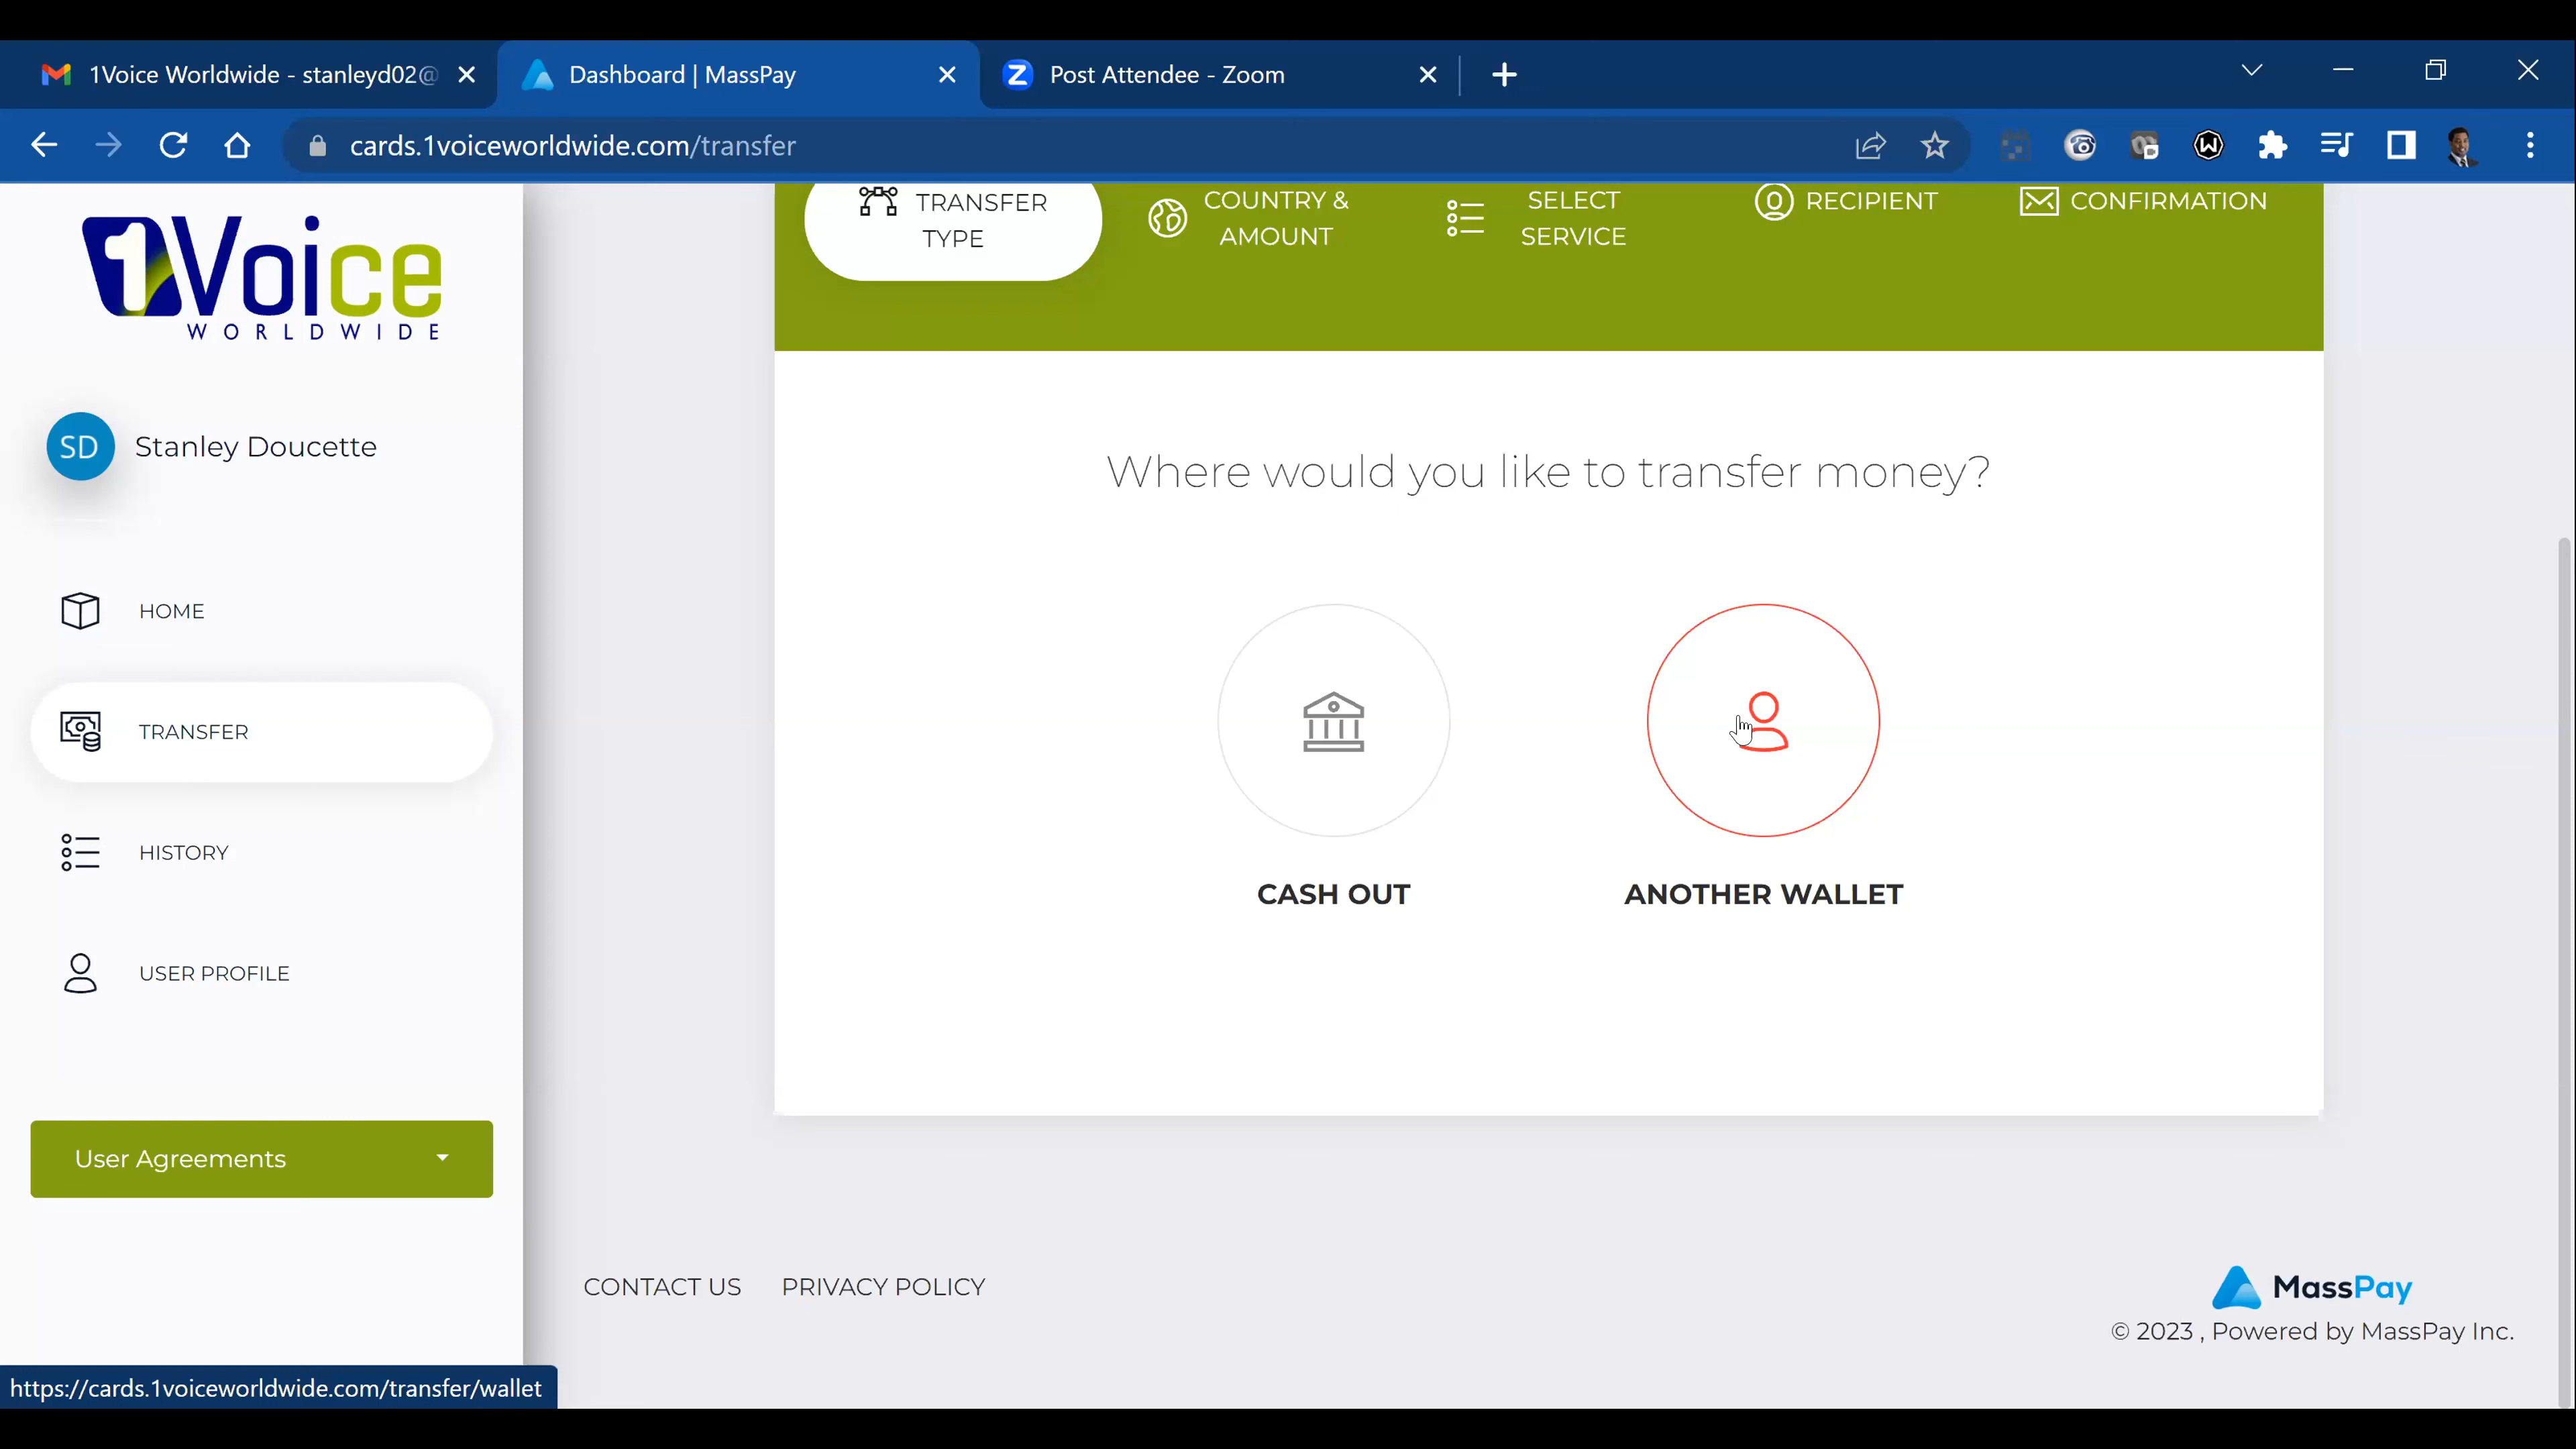 1Voice Worldwide - stanleyd02@
Dashboard | MassPay
Post Attendee - Zoom
cards.1voiceworldwide.com/transfer
1Voice
WORLDWIDE
SD
Stanley Doucette
HOME
TRANSFER
HISTORY
USER PROFILE
User Agreements
TRANSFER
TYPE
COUNTRY &
AMOUNT
SELECT
SERVICE
RECIPIENT
CONFIRMATION
Where would you like to transfer money?
CASH OUT
ANOTHER WALLET
CONTACT US
PRIVACY POLICY
MassPay
© 2023 , Powered by MassPay Inc.
https://cards.1voiceworldwide.com/transfer/wallet